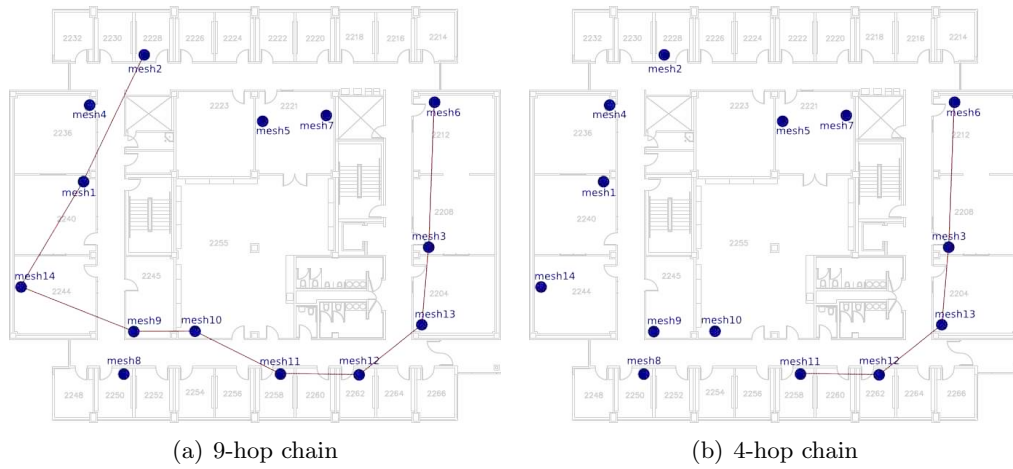 2232 2230 2228 2226 2224 2222 2220 2218 2216 2214
mesh2
mesh4
mesh6
2223 2221
mesh5 mesh7
2236
2212
mesh1
2240
2208
2255
mesh3
2245
mesh14
2244
2204
mesh9 mesh10 mesh13
mesh8 mesh11 mesh12
2248 2250 2252 2254 2256 2258 2260 2262 2264 2266
(a) 9-hop chain
2232 2230 2228 2226 2224 2222 2220 2218 2216 2214
mesh2
mesh4
mesh6
2223 2221
mesh5 mesh7
2236
2212
mesh1
2240
2208
2255
mesh3
2245
mesh14
2244
2204
mesh9 mesh10 mesh13
mesh8 mesh11 mesh12
2248 2250 2252 2254 2256 2258 2260 2262 2264 2266
(b) 4-hop chain